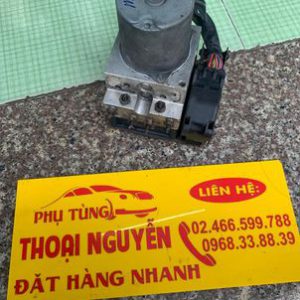 PHỤ TÙNG
THOẠI NGUYỄN
ĐẶT HÀNG NHANH
LIÊN HỆ:
02.466.599.788
0968.33.88.39